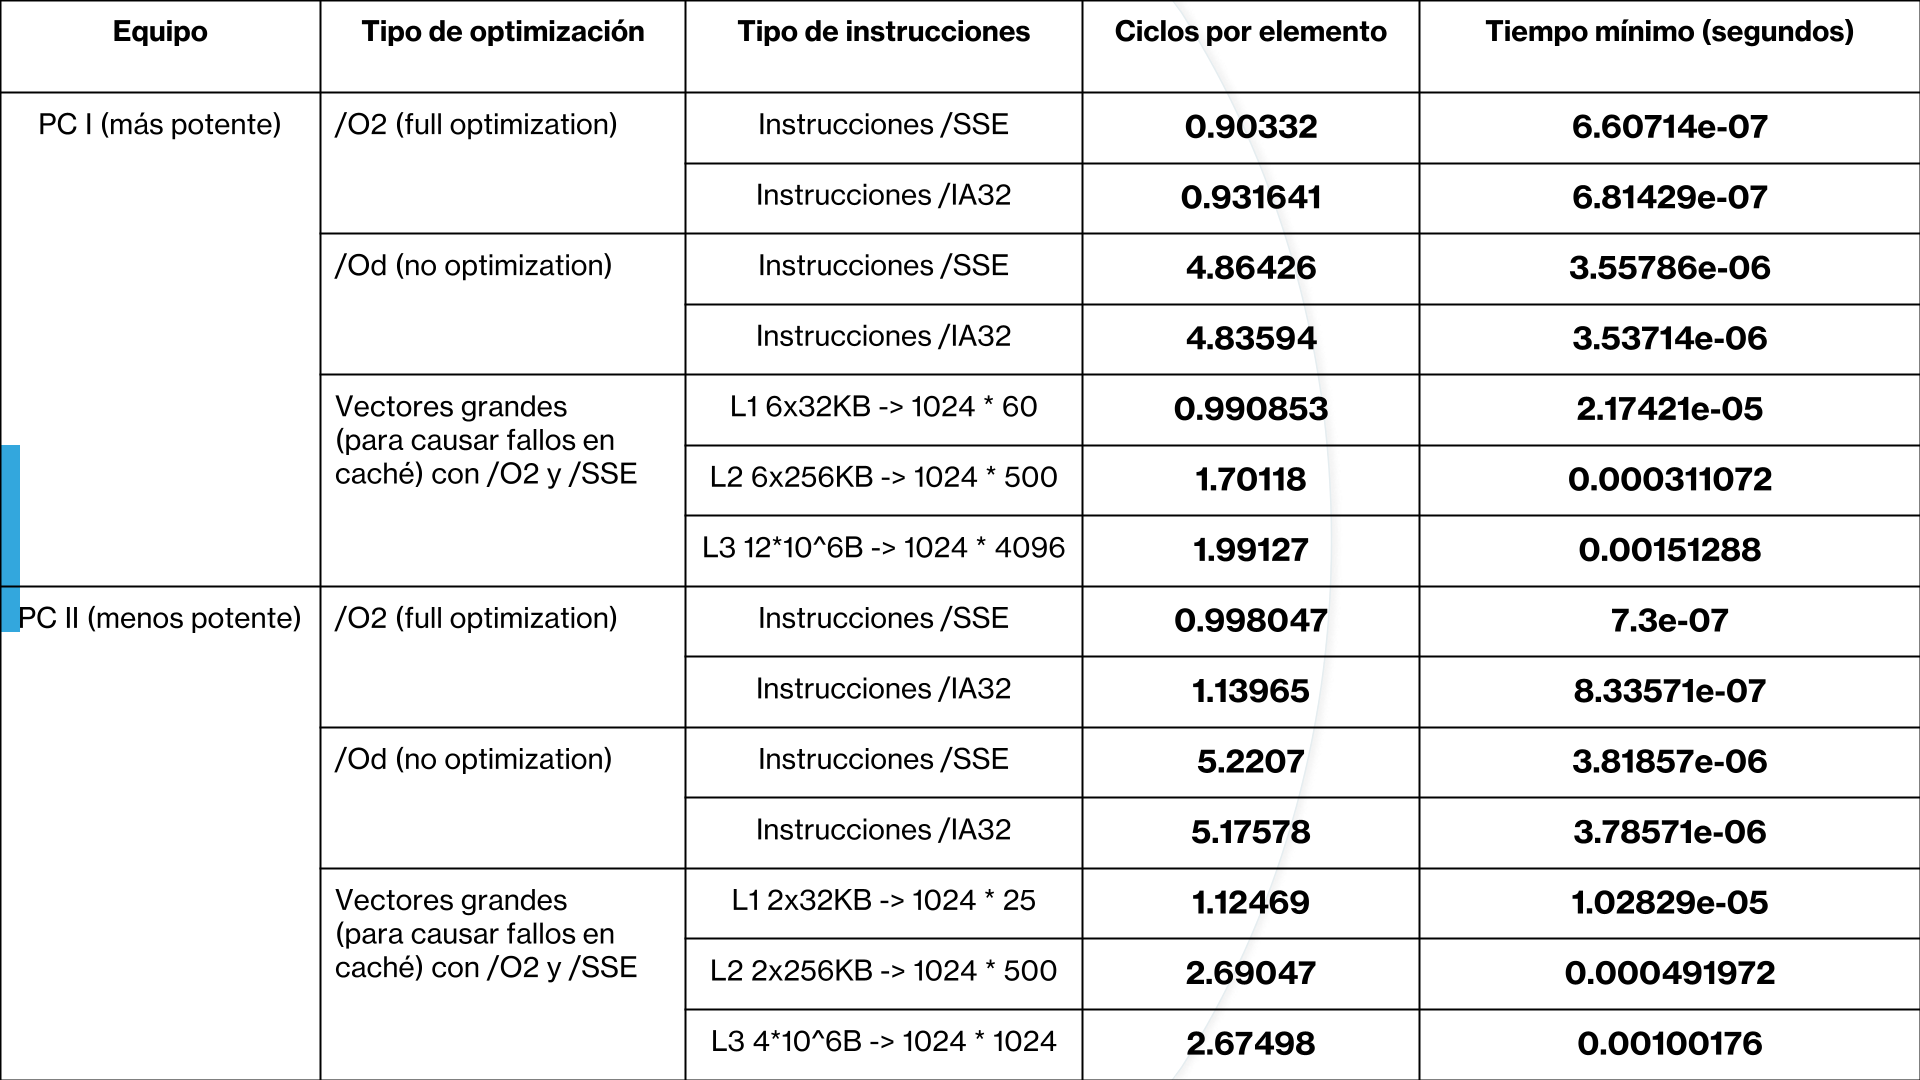 Equipo
Tipo de optimización
Tipo de instrucciones
Ciclos por elemento
Tiempo mínimo (segundos)
PC I (más potente)
/O2 (full optimization)
Instrucciones /SSE
0.90332
6.60714e-07
Instrucciones /IA32
0.931641
6.81429e-07
/Od (no optimization)
Instrucciones /SSE
4.86426
3.55786e-06
Instrucciones /IA32
4.83594
3.53714e-06
Vectores grandes
(para causar fallos en
caché) con /O2 y /SSE
L1 6x32KB -> 1024 * 60
0.990853
2.17421e-05
L2 6x256KB -> 1024 * 500
1.70118
0.000311072
L3 12*10^6B -> 1024 * 4096
1.99127
0.00151288
PC II (menos potente)
/O2 (full optimization)
Instrucciones /SSE
0.998047
7.3e-07
Instrucciones /IA32
1.13965
8.33571e-07
/Od (no optimization)
Instrucciones /SSE
5.2207
3.81857e-06
Instrucciones /IA32
5.17578
3.78571e-06
Vectores grandes
(para causar fallos en
caché) con /O2 y /SSE
L1 2x32KB -> 1024 * 25
1.12469
1.02829e-05
L2 2x256KB -> 1024 * 500
2.69047
0.000491972
L3 4*10^6B -> 1024 * 1024
2.67498
0.00100176